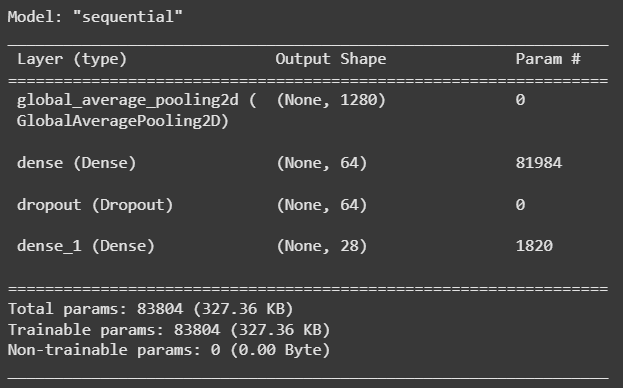 Model: "sequential"
Layer (type) Output Shape Param #
global_average_pooling2d ( (None, 1280) 0
GlobalAveragePooling2D)
dense (Dense) (None, 64) 81984
dropout (Dropout) (None, 64) 0
dense_1 (Dense) (None, 28) 1820
Total params: 83804 (327.36 KB)
Trainable params: 83804 (327.36 KB)
Non-trainable params: 0 (0.00 Byte)